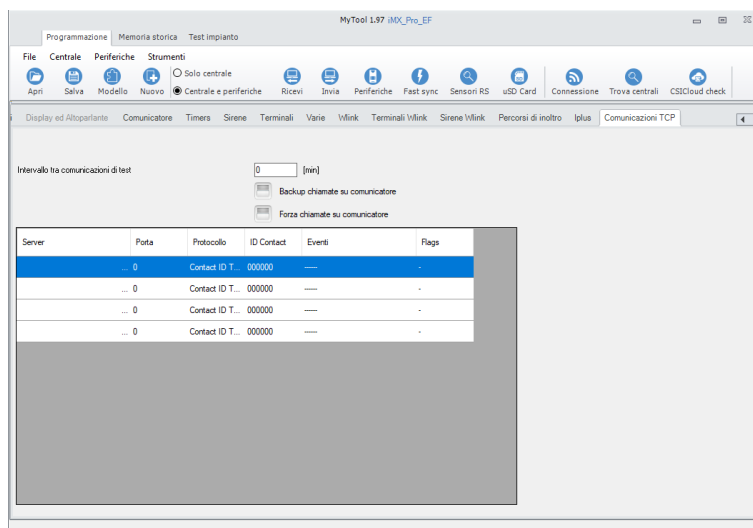 MyTool 1.97 iMX_Pro_EF
Programmazione Memoria storica Test impianto
File Centrale Periferiche Strumenti
Solo centrale
Centrale e periferiche
Apri Salva Modello Nuovo Ricevi Invia Periferiche Fast sync Sensori RS uSD Card Connessione Trova centrali CSICloud check
i Display ed Altoparlante Comunicatore Timers Sirene Terminali Varie Wlink Terminali Wlink Sirene Wlink Percorsi di inoltro Iplus Comunicazioni TCP
Intervallo tra comunicazioni di test 0 [min]
Backup chiamate su comunicatore
Forza chiamate su comunicatore
Server Porta Protocollo ID Contact Eventi Flags
... 0 Contact ID T... 000000 ----- -
... 0 Contact ID T... 000000 ----- -
... 0 Contact ID T... 000000 ----- -
... 0 Contact ID T... 000000 ----- -